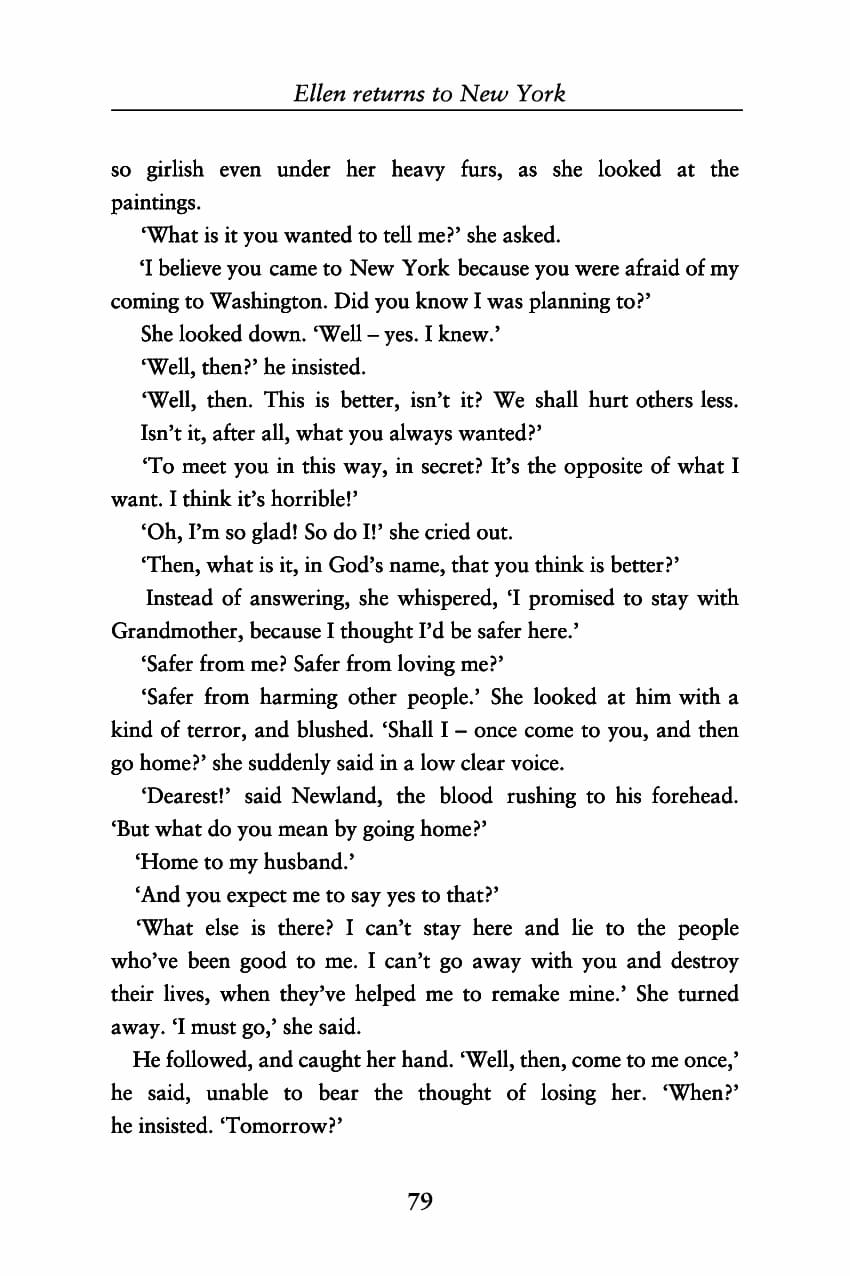 Ellen returns to New York
so girlish even under her heavy furs, as she looked at the
paintings.
‘What is it you wanted to tell me?’ she asked.
‘I believe you came to New York because you were afraid of my
coming to Washington. Did you know I was planning to?’
She looked down. ‘Well – yes. I knew.’
‘Well, then?’ he insisted.
‘Well, then. This is better, isn’t it? We shall hurt others less.
Isn’t it, after all, what you always wanted?’
‘To meet you in this way, in secret? It’s the opposite of what I
want. I think it’s horrible!’
‘Oh, I’m so glad! So do I!’ she cried out.
‘Then, what is it, in God’s name, that you think is better?’
Instead of answering, she whispered, ‘I promised to stay with
Grandmother, because I thought I’d be safer here.’
‘Safer from me? Safer from loving me?’
‘Safer from harming other people.’ She looked at him with a
kind of terror, and blushed. ‘Shall I – once come to you, and then
go home?’ she suddenly said in a low clear voice.
‘Dearest!’ said Newland, the blood rushing to his forehead.
‘But what do you mean by going home?’
‘Home to my husband.’
‘And you expect me to say yes to that?’
‘What else is there? I can’t stay here and lie to the people
who’ve been good to me. I can’t go away with you and destroy
their lives, when they’ve helped me to remake mine.’ She turned
away. ‘I must go,’ she said.
He followed, and caught her hand. ‘Well, then, come to me once,’
he said, unable to bear the thought of losing her. ‘When?’
he insisted. ‘Tomorrow?’
79